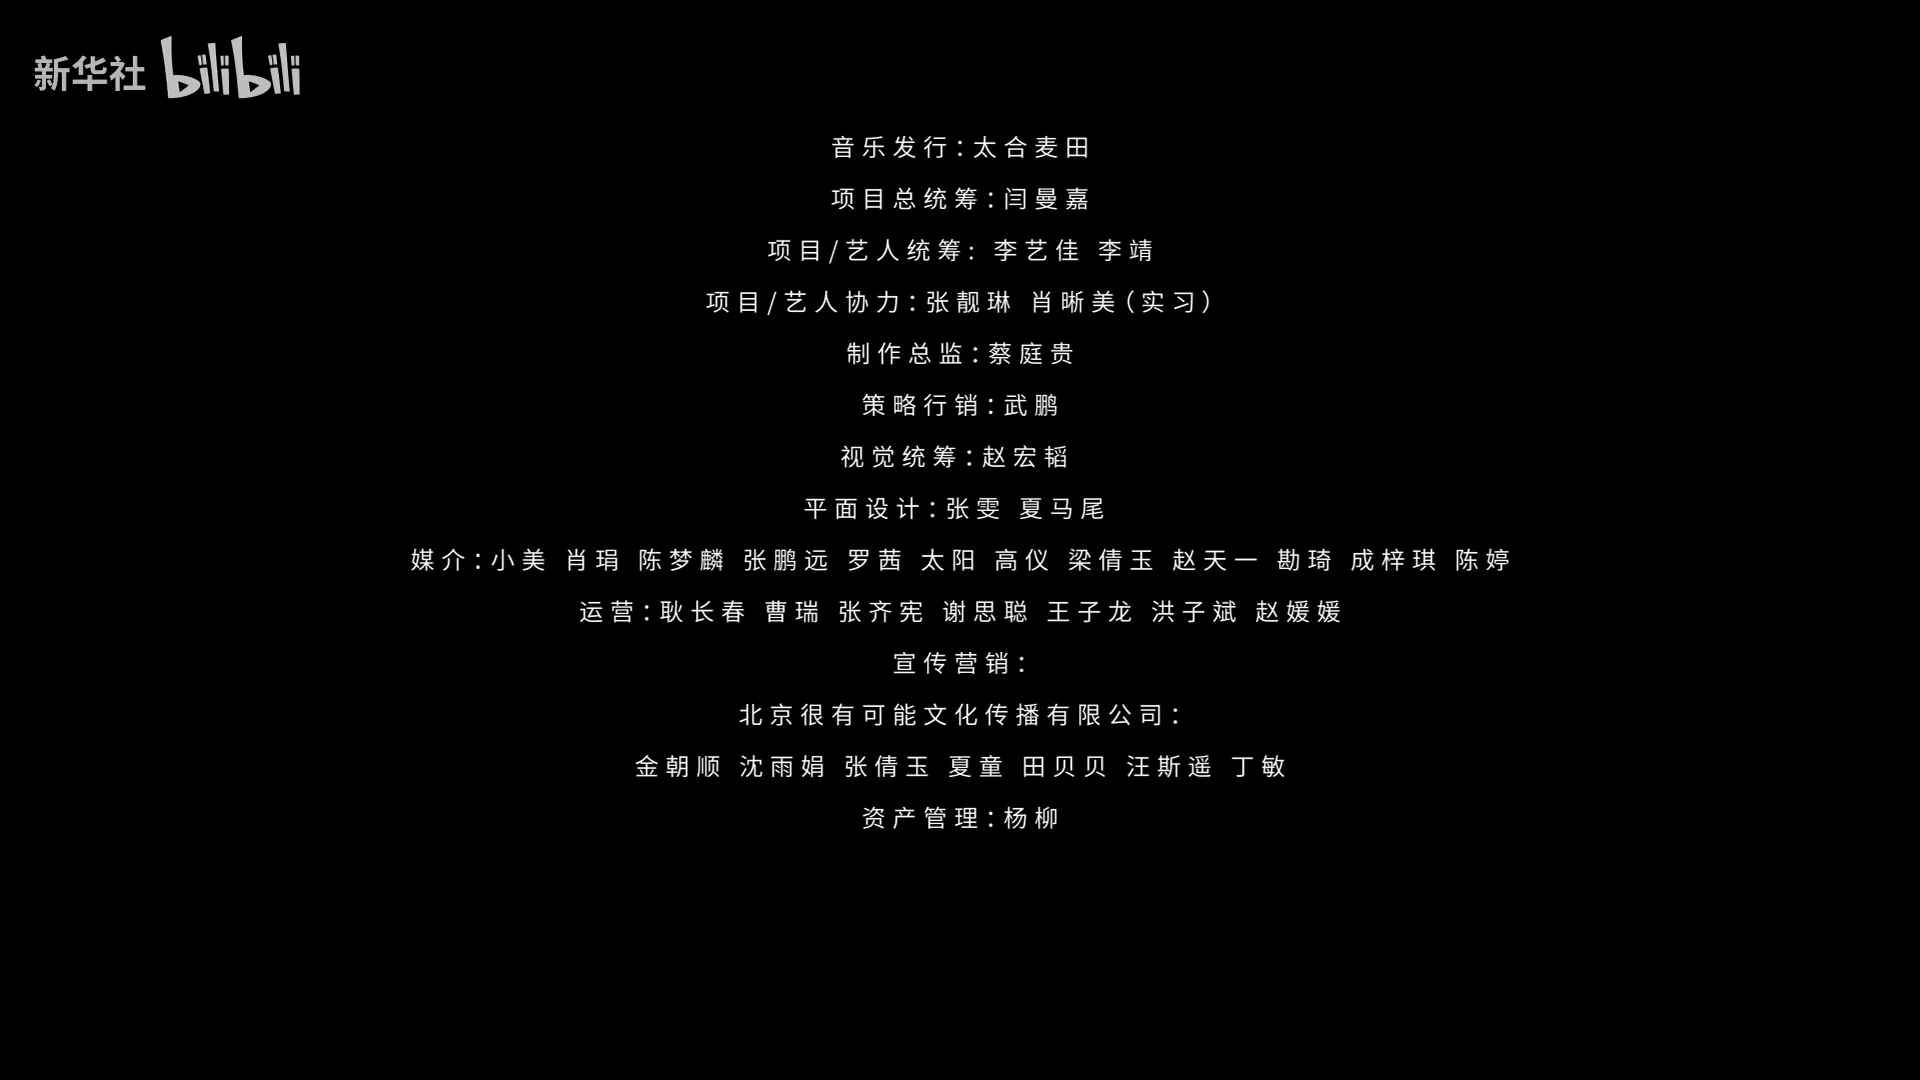 新华社 bilibili
音乐发行：太合麦田
项目总统筹：闫曼嘉
项目/艺人统筹: 李艺佳 李靖
项目/艺人协力：张靓琳 肖晰美（实习）
制作总监：蔡庭贵
策略行销：武鹏
视觉统筹：赵宏韬
平面设计：张雯 夏马尾
媒介：小美 肖琄 陈梦麟 张鹏远 罗茜 太阳 高仪 梁倩玉 赵天一 勘琦 成梓琪 陈婷
运营：耿长春 曹瑞 张齐宪 谢思聪 王子龙 洪子斌 赵媛媛
宣传营销：
北京很有可能文化传播有限公司：
金朝顺 沈雨娟 张倩玉 夏童 田贝贝 汪斯遥 丁敏
资产管理：杨柳